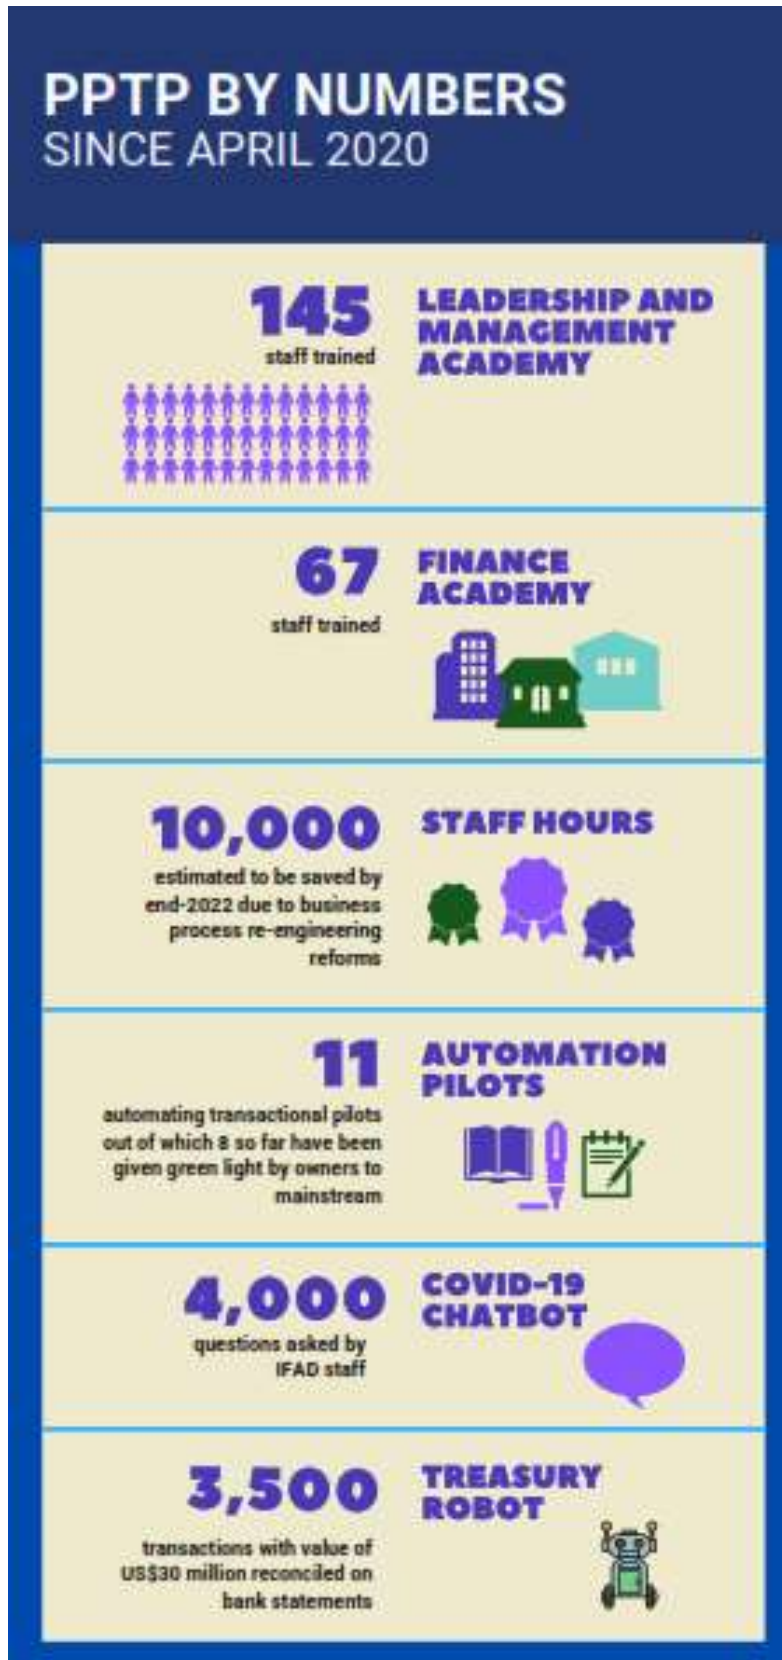 PPTP BY NUMBERS
SINCE APRIL 2020
145
staff trained
LEADERSHIP AND
MANAGEMENT
ACADEMY
67
staff trained
FINANCE
ACADEMY
10,000
estimated to be saved by
end-2022 due to business
process re-engineering
reforms
STAFF HOURS
11
automating transactional pilots
out of which 8 so far have been
given green light by owners to
mainstream
AUTOMATION
PILOTS
4,000
questions asked by
IFAD staff
COVID-19
CHATBOT
3,500
transactions with value of
US$30 million reconciled on
bank statements
TREASURY
ROBOT